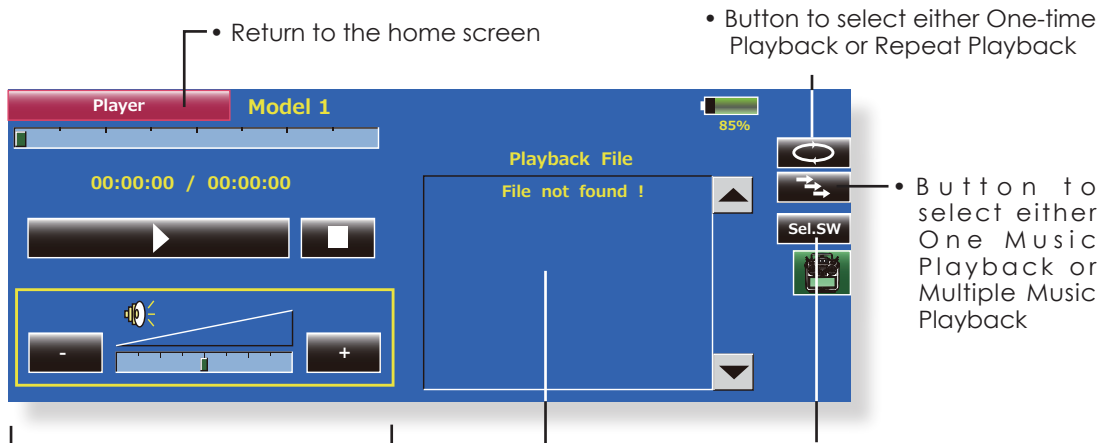 • Return to the home screen
• Button to select either One-time
Playback or Repeat Playback
Player
Model 1
85%
00:00:00 / 00:00:00
Playback File
File not found !
Sel.SW
-
+
• Button to
select either
One Music
Playback or
Multiple Music
Playback